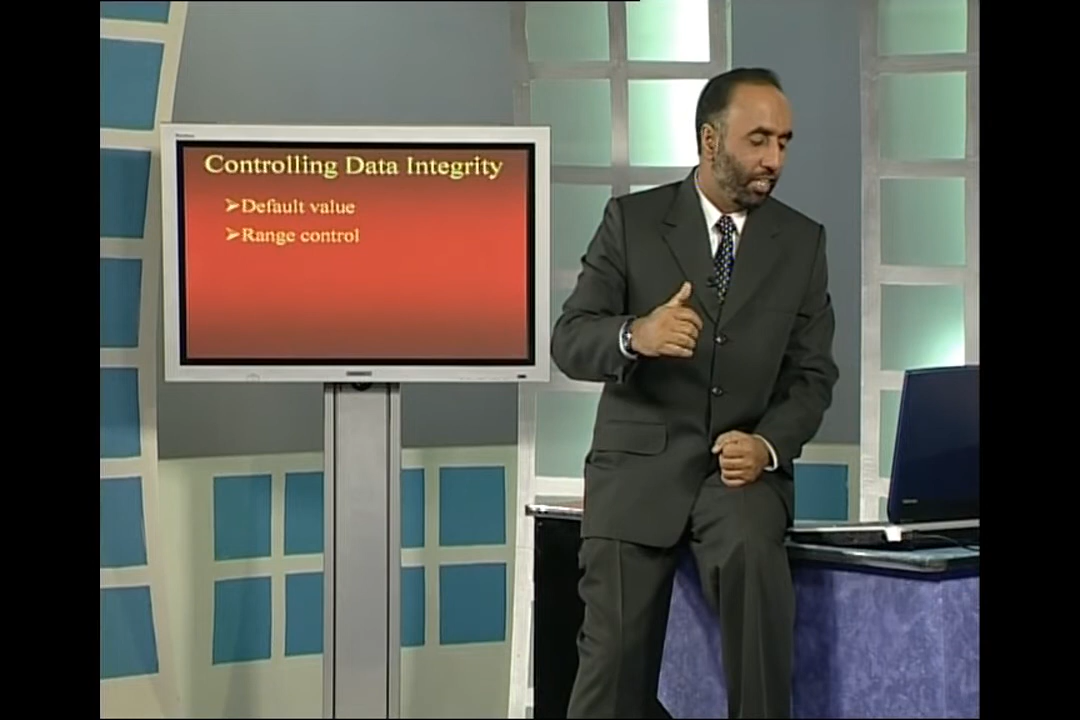 Controlling Data Integrity
➢Default value
➢Range control